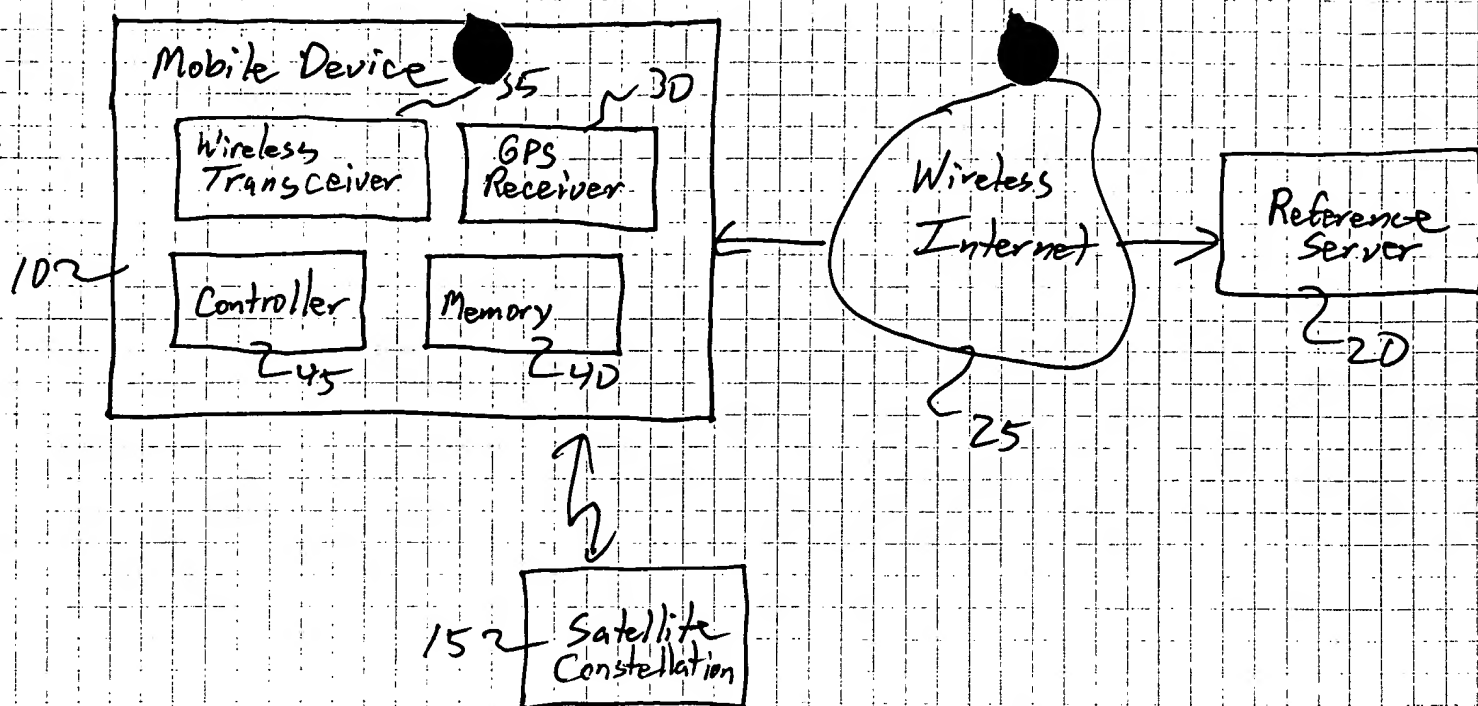 Mobile Device
35
30
Wireless
Transceiver
GPS
Receiver
Wireless
Internet
Reference
Server
10
Controller
Memory
45
40
20
25
15
Satellite
Constellation